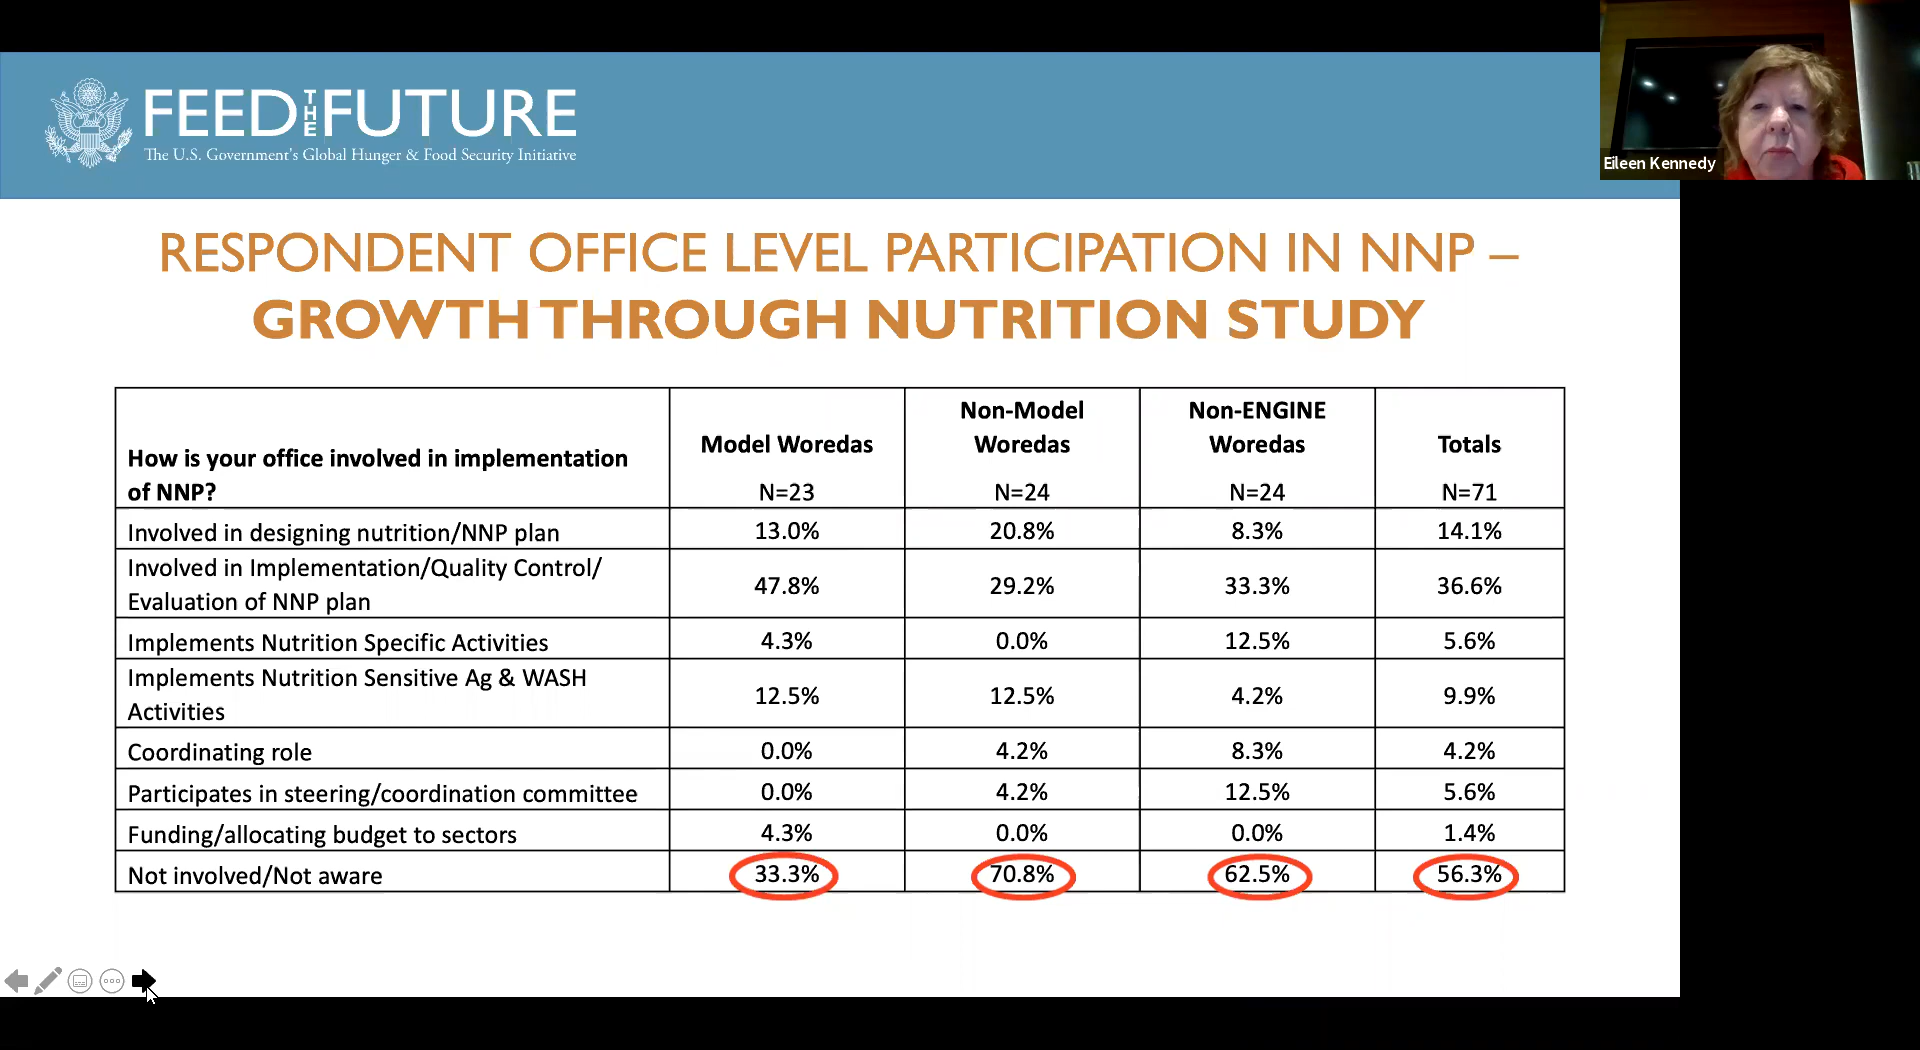 FEED THE FUTURE
The U.S. Government's Global Hunger & Food Security Initiative
Eileen Kennedy
RESPONDENT OFFICE LEVEL PARTICIPATION IN NNP –
GROWTH THROUGH NUTRITION STUDY
How is your office involved in implementation
of NNP?
Model Woredas
N=23
Non-Model
Woredas
N=24
Non-ENGINE
Woredas
N=24
Totals
N=71
Involved in designing nutrition/NNP plan
13.0% 20.8% 8.3% 14.1%
Involved in Implementation/Quality Control/
Evaluation of NNP plan
47.8% 29.2% 33.3% 36.6%
Implements Nutrition Specific Activities
4.3% 0.0% 12.5% 5.6%
Implements Nutrition Sensitive Ag & WASH
Activities
12.5% 12.5% 4.2% 9.9%
Coordinating role
0.0% 4.2% 8.3% 4.2%
Participates in steering/coordination committee
0.0% 4.2% 12.5% 5.6%
Funding/allocating budget to sectors
4.3% 0.0% 0.0% 1.4%
Not involved/Not aware
33.3% 70.8% 62.5% 56.3%